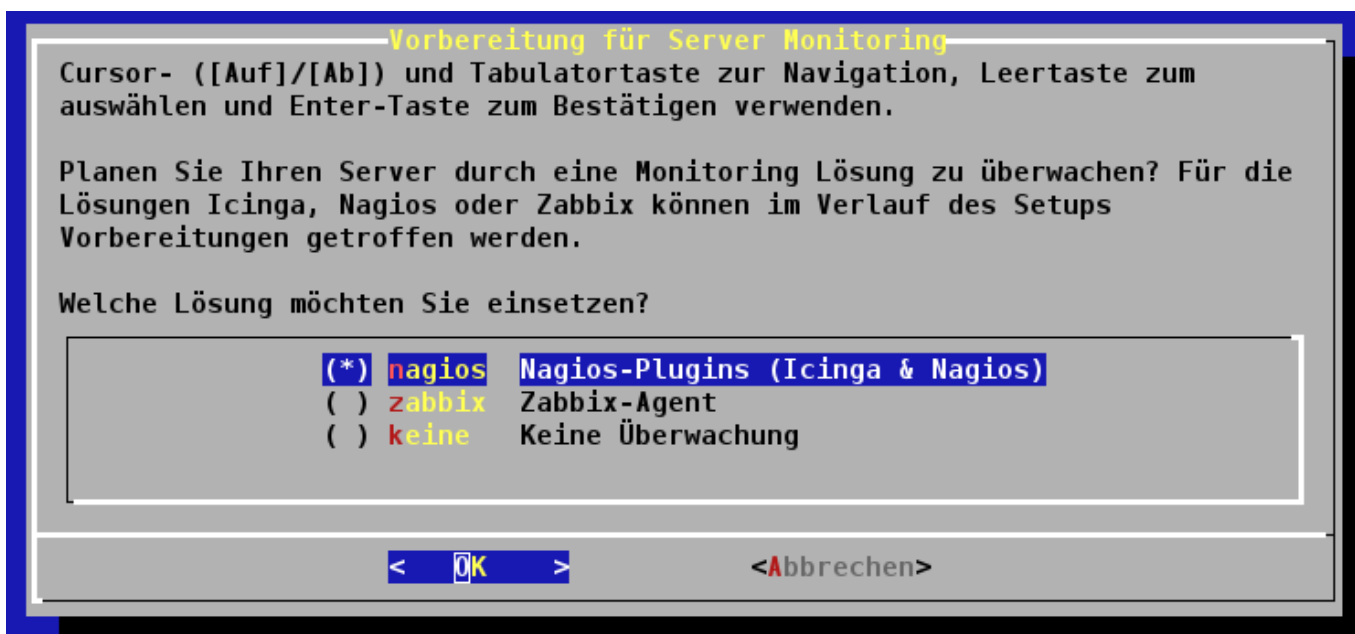 Vorbereitung für Server Monitoring
Cursor- ([Auf]/[Ab]) und Tabulatortaste zur Navigation, Leertaste zum
auswählen und Enter-Taste zum Bestätigen verwenden.
Planen Sie Ihren Server durch eine Monitoring Lösung zu überwachen? Für die
Lösungen Icinga, Nagios oder Zabbix können im Verlauf des Setups
Vorbereitungen getroffen werden.
Welche Lösung möchten Sie einsetzen?
(*) nagios Nagios-Plugins (Icinga & Nagios)
( ) zabbix Zabbix-Agent
( ) keine Keine Überwachung
< OK > <Abbrechen>